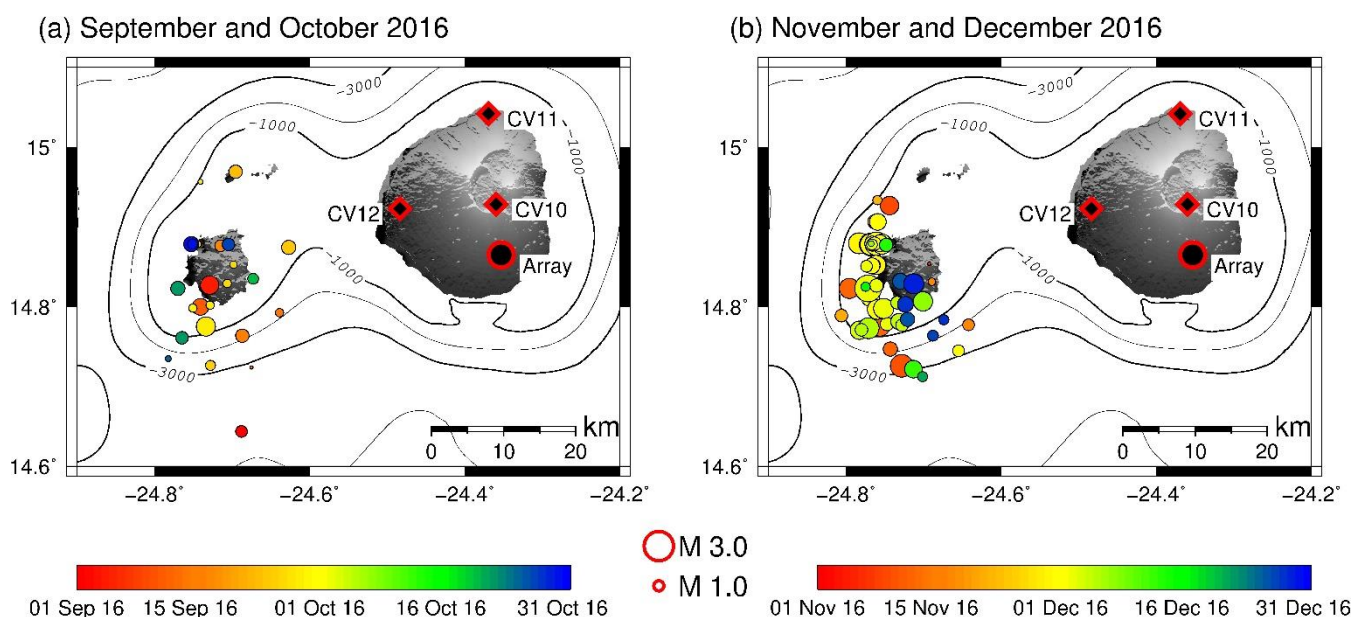 (a) September and October 2016
(b) November and December 2016
-3000
-1000
CV11
CV12
CV10
Array
-1000
-1000
-3000
15°
14.8°
14.6°
0 10 20
km
-24.8° -24.6° -24.4° -24.2°
-3000
-1000
CV11
CV12
CV10
Array
-1000
-1000
-3000
15°
14.8°
14.6°
0 10 20
km
-24.8° -24.6° -24.4° -24.2°
M 3.0
M 1.0
01 Sep 16 15 Sep 16 01 Oct 16 16 Oct 16 31 Oct 16
01 Nov 16 15 Nov 16 01 Dec 16 16 Dec 16 31 Dec 16